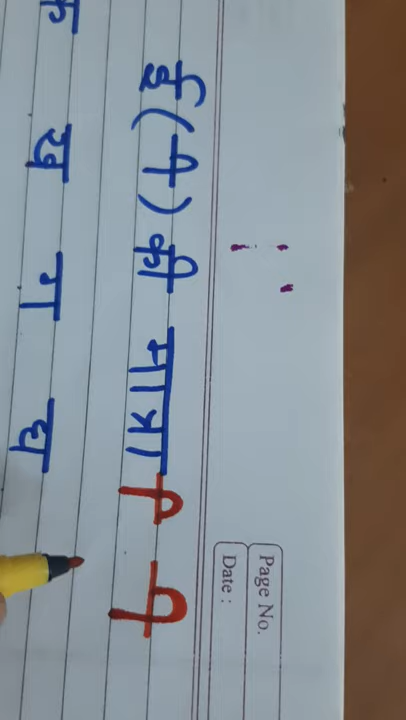 Page No.
Date :
ई ( ी ) की मात्रा ि ी
क ख ग घ